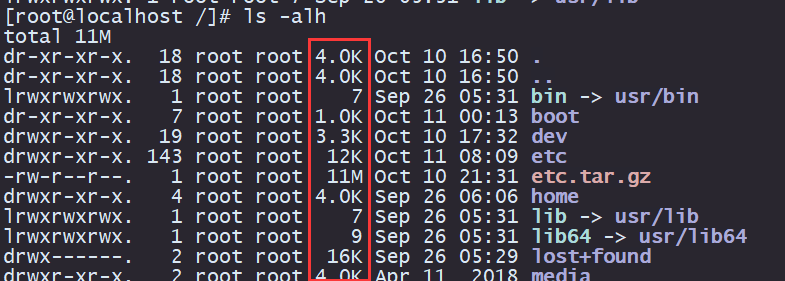 [root@localhost /]# ls -alh
total 11M
dr-xr-xr-x.  18 root root 4.0K Oct 10 16:50 .
dr-xr-xr-x.  18 root root 4.0K Oct 10 16:50 ..
lrwxrwxrwx.   1 root root    7 Sep 26 05:31 bin -> usr/bin
dr-xr-xr-x.   7 root root 1.0K Oct 11 00:13 boot
drwxr-xr-x.  19 root root 3.3K Oct 10 17:32 dev
drwxr-xr-x. 143 root root  12K Oct 11 08:09 etc
-rw-r--r--.   1 root root  11M Oct 10 21:31 etc.tar.gz
drwxr-xr-x.   4 root root 4.0K Sep 26 06:06 home
lrwxrwxrwx.   1 root root    7 Sep 26 05:31 lib -> usr/lib
lrwxrwxrwx.   1 root root    9 Sep 26 05:31 lib64 -> usr/lib64
drwx------.   2 root root  16K Sep 26 05:29 lost+found
drwxr-xr-x.   2 root root 4.0K Apr 11  2018 media